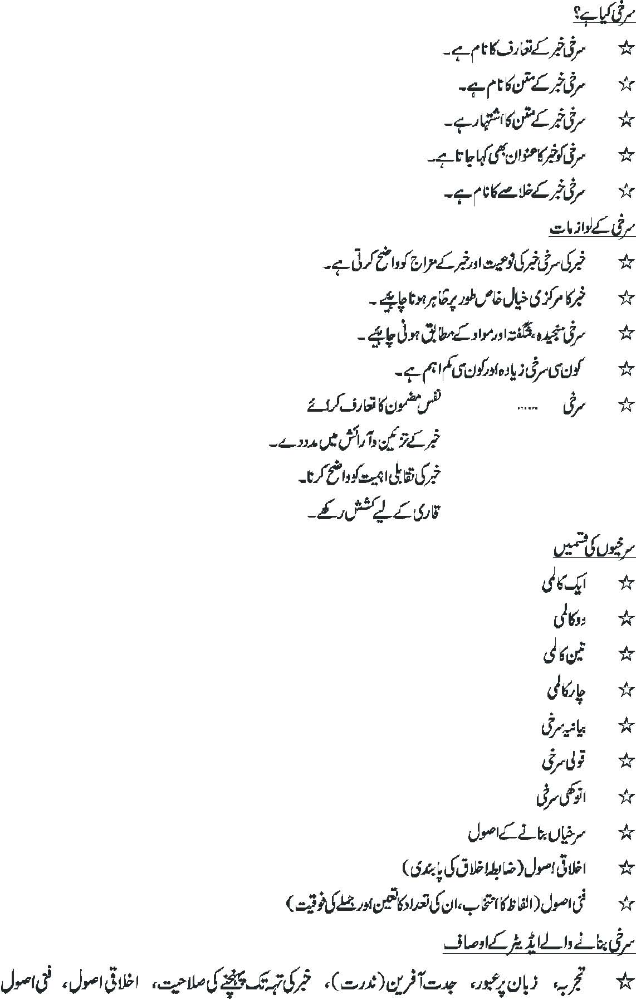 سرخی کیا ہے؟
☆ سرخی خبر کے تعارف کا نام ہے۔
☆ سرخی خبر کے متن کا نام ہے۔
☆ سرخی خبر کے متن کا اشتہار ہے۔
☆ سرخی کو خبر کا عنوان بھی کہا جاتا ہے۔
☆ سرخی خبر کے خلاصے کا نام ہے۔
سرخی کے لوازمات
☆ خبر کی سرخی خبر کی نوعیت اور خبر کے مزاج کو واضح کرتی ہے۔
☆ خبر کا مرکزی خیال خاص طور پر ظاہر ہونا چاہئیے۔
☆ سرخی سنجیدہ، شگفتہ اور مواد کے مطابق ہونی چاہئیے۔
☆ کون سی سرخی زیادہ اور کون سی کم اہم ہے۔
☆ سرخی ...... نفس مضمون کا تعارف کرائے
خبر کے تزئین و آرائش میں مدد دے۔
خبر کی تقابلی اہمیت کو واضح کرنا۔
قاری کے لیے کشش رکھے۔
سرخیوں کی قسمیں
☆ ایک کالمی
☆ دو کالمی
☆ تین کالمی
☆ چار کالمی
☆ بیانیہ سرخی
☆ قولی سرخی
☆ انوکھی سرخی
☆ سرخیاں بنانے کے اصول
☆ اخلاقی اصول (ضابطہ اخلاق کی پابندی)
☆ فنی اصول (الفاظ کا انتخاب، ان کی تعداد کا تعین اور جملے کی فوقیت)
سرخی بنانے والے ایڈیٹر کے اوصاف
☆ تجربہ، زبان پر عبور، جدت آفرین (ندرت)، خبر کی تہہ تک پہنچنے کی صلاحیت، اخلاقی اصول، فنی اصول